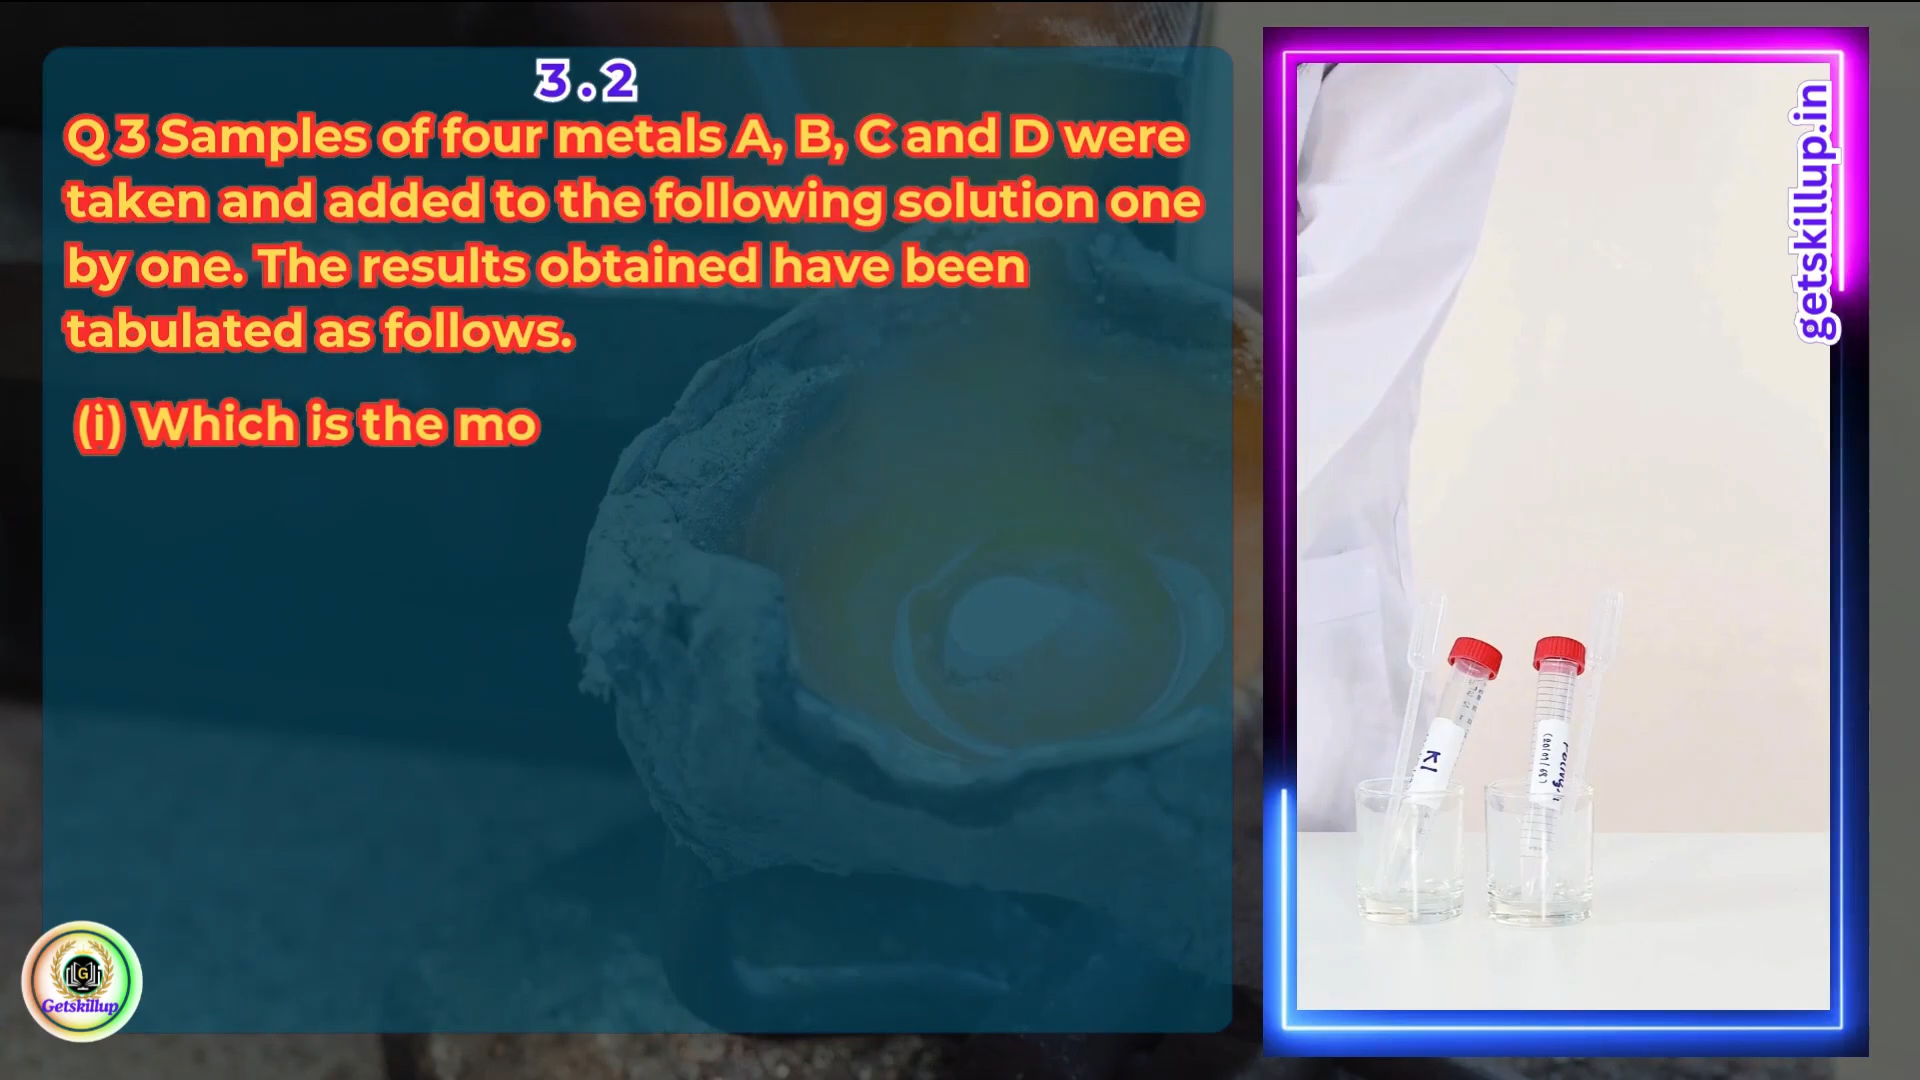 3.2
Q 3 Samples of four metals A, B, C and D were
taken and added to the following solution one
by one. The results obtained have been
tabulated as follows.
(i) Which is the mo
getskillup.in
KI
G
Getskillup